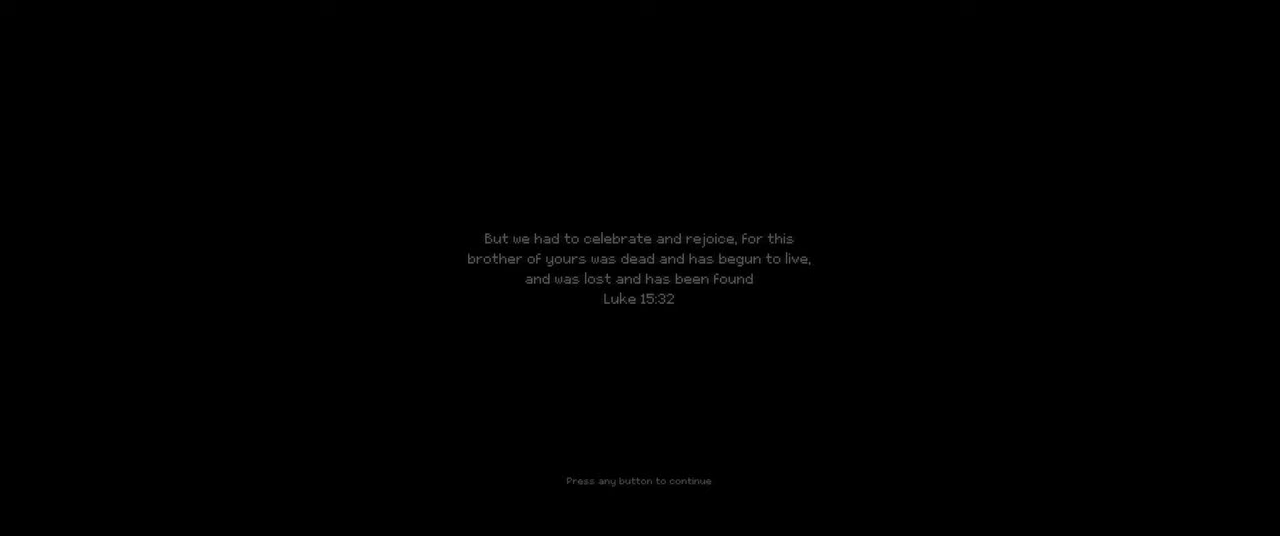 But we had to celebrate and rejoice, for this
brother of yours was dead and has begun to live,
and was lost and has been found
Luke 15:32
Press any button to continue